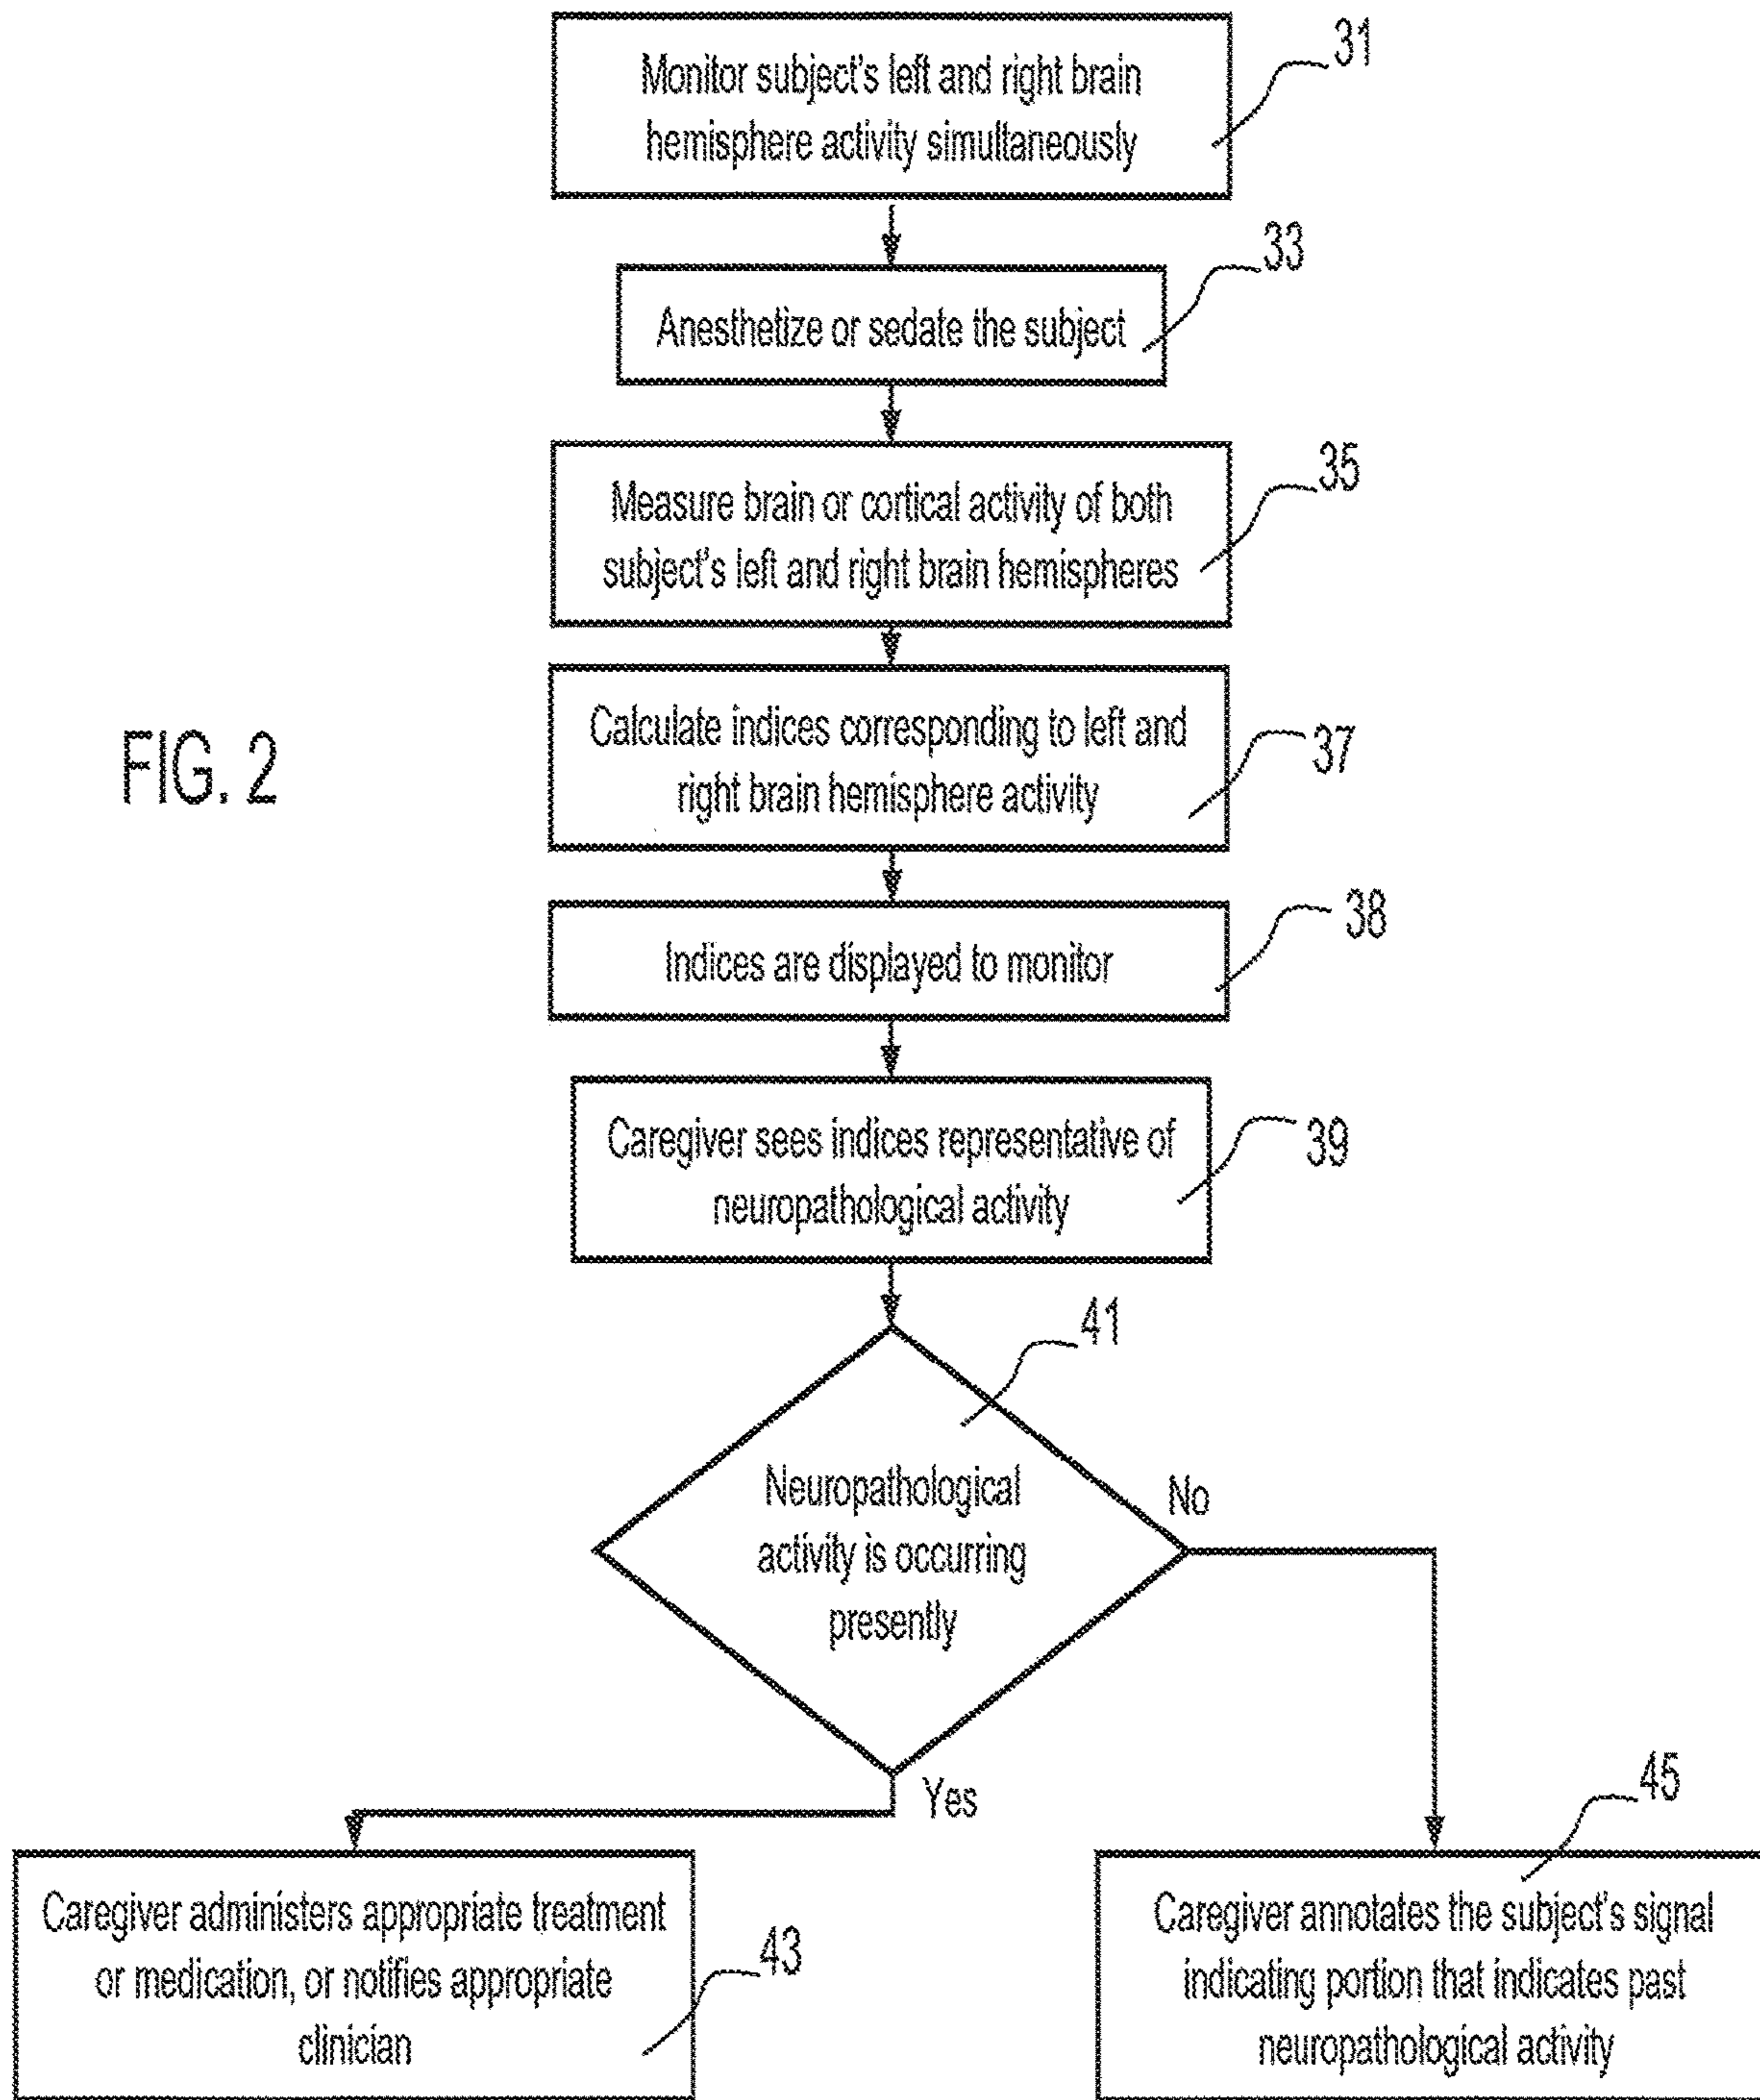 Monitor subject's left and right brain
hemisphere activity simultaneously
31
Anesthetize or sedate the subject
33
Measure brain or cortical activity of both
subject's left and right brain hemispheres
35
Calculate indices corresponding to left and
right brain hemisphere activity
37
FIG. 2
Indices are displayed to monitor
38
Caregiver sees indices representative of
neuropathological activity
39
41
Neuropathological
activity is occurring
presently
No
Yes
Caregiver administers appropriate treatment
or medication, or notifies appropriate
clinician
43
45
Caregiver annotates the subject's signal
indicating portion that indicates past
neuropathological activity